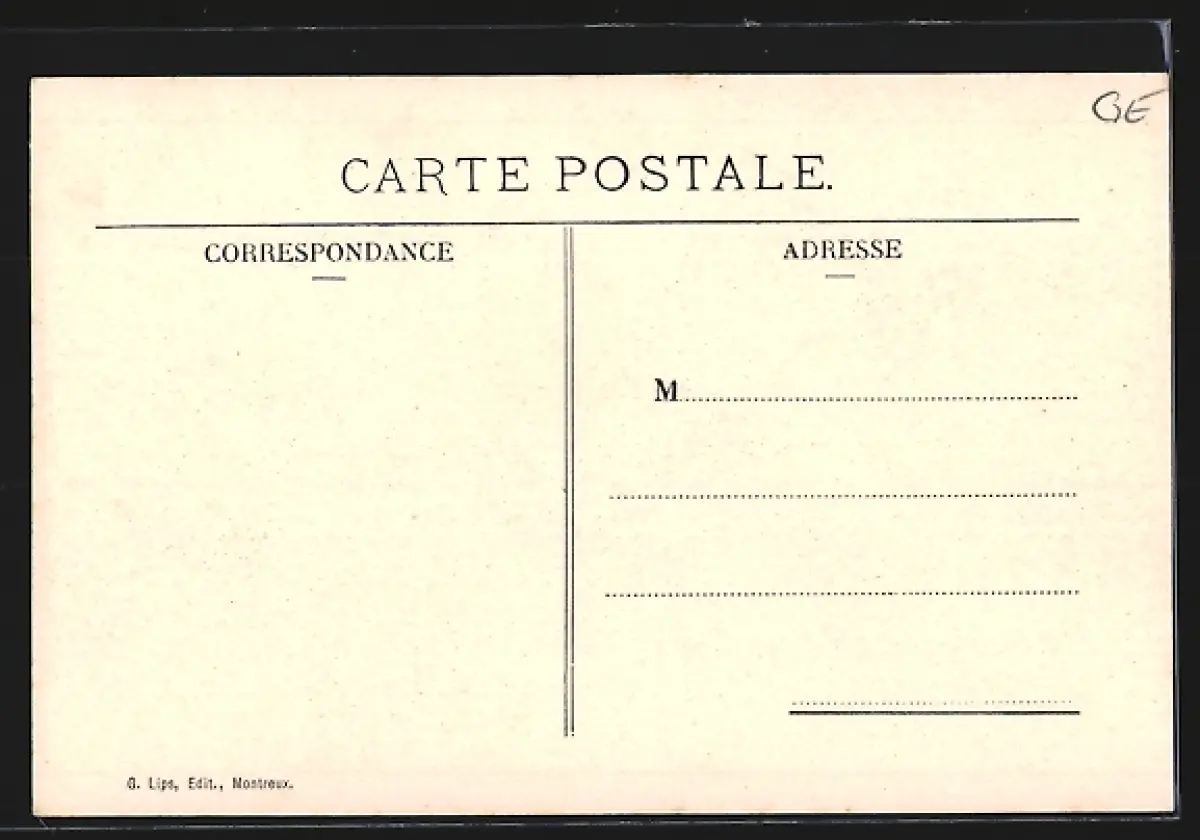 GE
CARTE POSTALE.
CORRESPONDANCE
ADRESSE
M
G. Lips, Edit., Montreux.